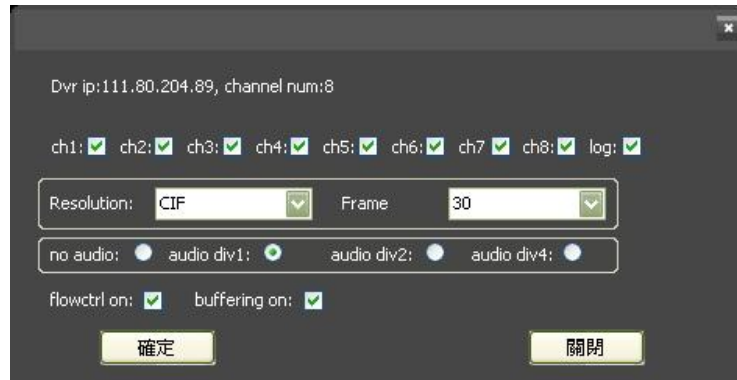 Dvr ip:111.80.204.89, channel num:8
ch1: ch2: ch3: ch4: ch5: ch6: ch7 ch8: log:
Resolution: CIF Frame 30
no audio: audio div1: audio div2: audio div4:
flowctrl on: buffering on:
確定 關閉